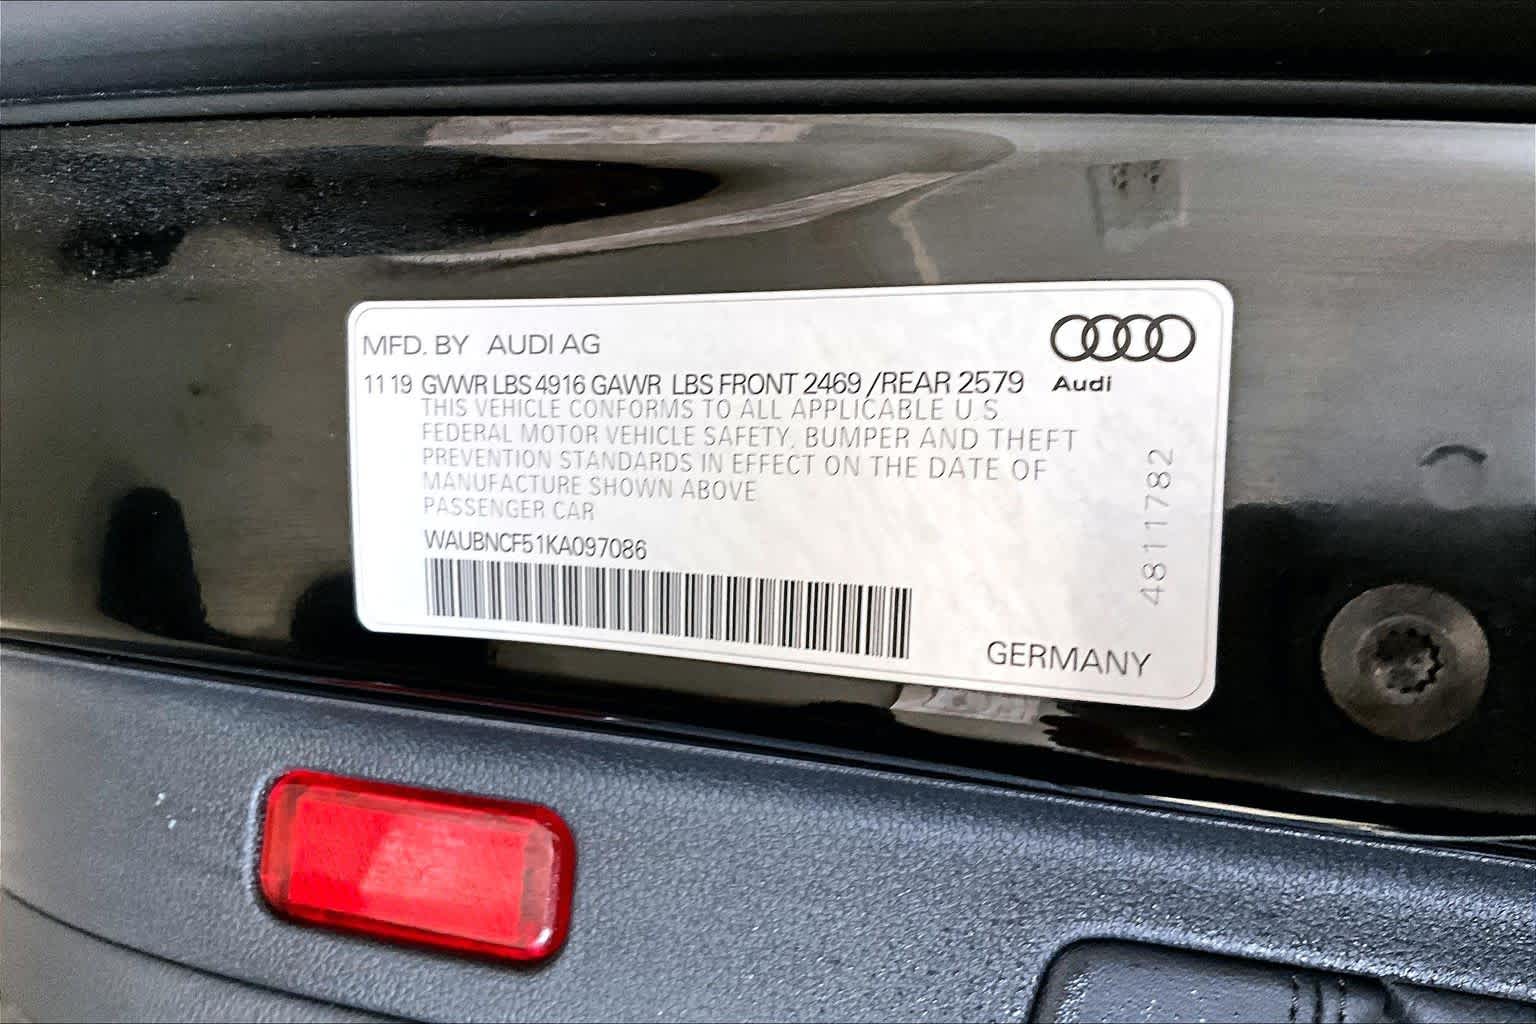 MFD. BY AUDI AG
11 19 GVWR LBS 4916 GAWR LBS FRONT 2469 /REAR 2579
Audi
THIS VEHICLE CONFORMS TO ALL APPLICABLE U.S
FEDERAL MOTOR VEHICLE SAFETY, BUMPER AND THEFT
PREVENTION STANDARDS IN EFFECT ON THE DATE OF
MANUFACTURE SHOWN ABOVE
PASSENGER CAR
WAUBNCF51KA097086
4811782
GERMANY